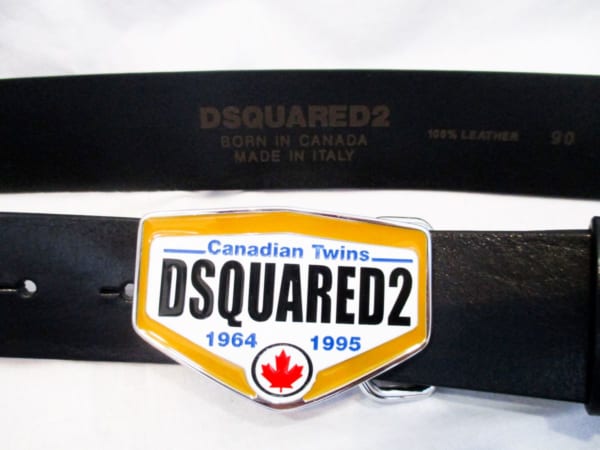 DSQUARED2
BORN IN CANADA
MADE IN ITALY
100% LEATHER 90
Canadian Twins
DSQUARED2
1964 1995